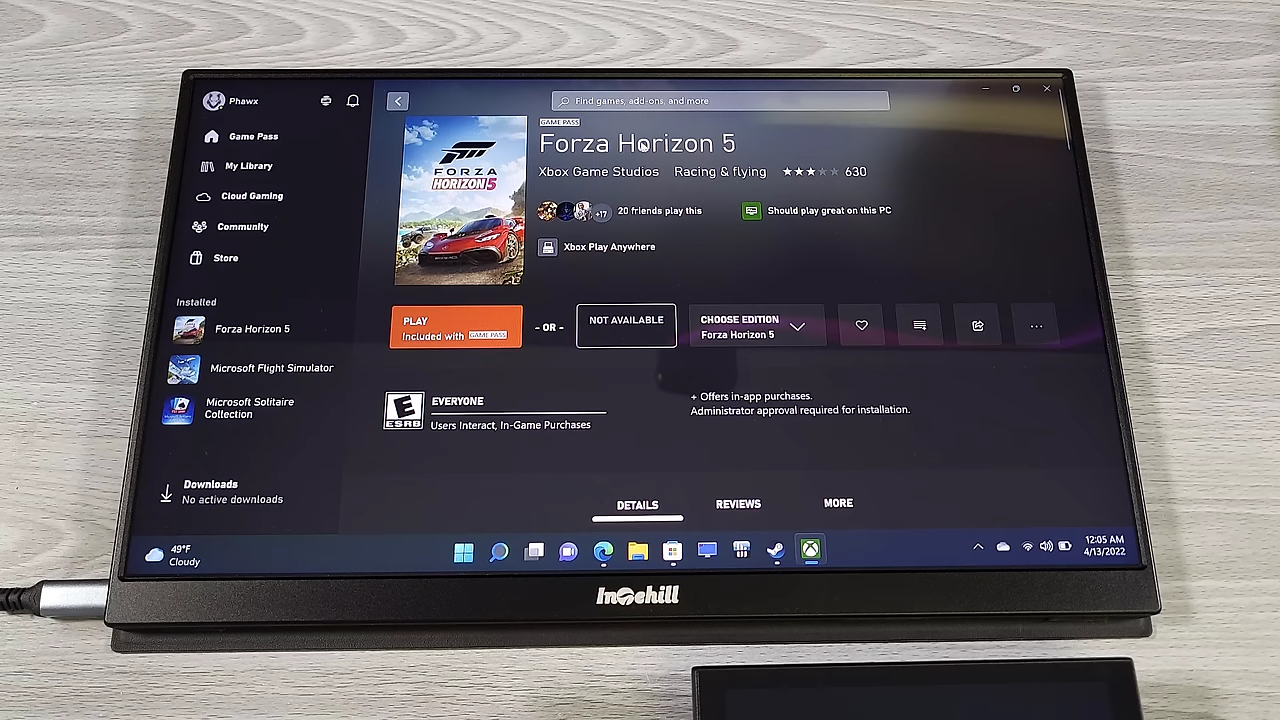 Phawx
Game Pass
My Library
Cloud Gaming
Community
Store
Installed
Forza Horizon 5
Microsoft Flight Simulator
Microsoft Solitaire
Collection
Downloads
No active downloads
Find games, add-ons, and more
GAME PASS
Forza Horizon 5
Xbox Game Studios Racing & flying 630
+17 20 friends play this Should play great on this PC
Xbox Play Anywhere
FORZA
HORIZON 5
PLAY
Included with GAME PASS
- OR -
NOT AVAILABLE
CHOOSE EDITION
Forza Horizon 5
E
ESRB
EVERYONE
Users Interact, In-Game Purchases
+ Offers in-app purchases.
Administrator approval required for installation.
DETAILS REVIEWS MORE
49°F
Cloudy
12:05 AM
4/13/2022
Intehill